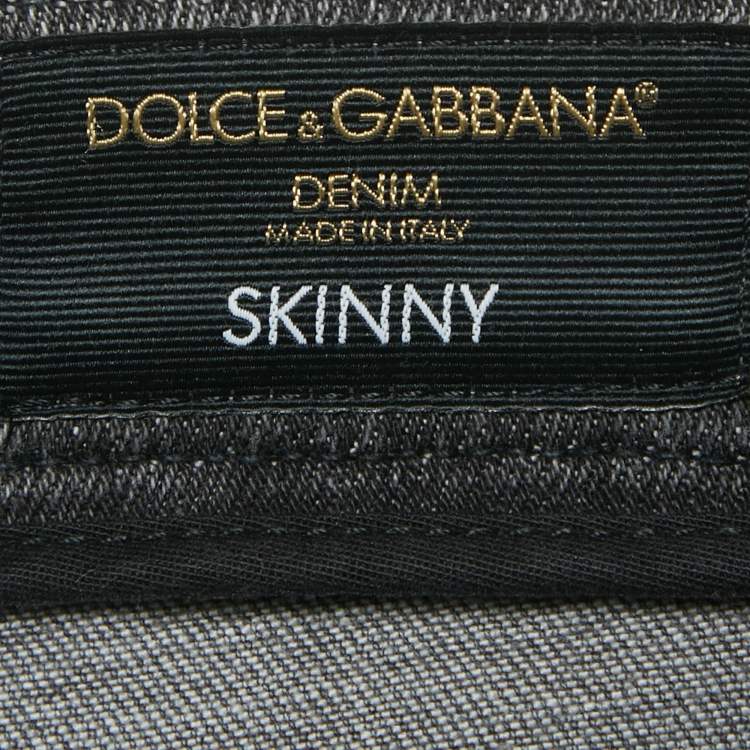 DOLCE & GABBANA®
DENIM
MADE IN ITALY
SKINNY